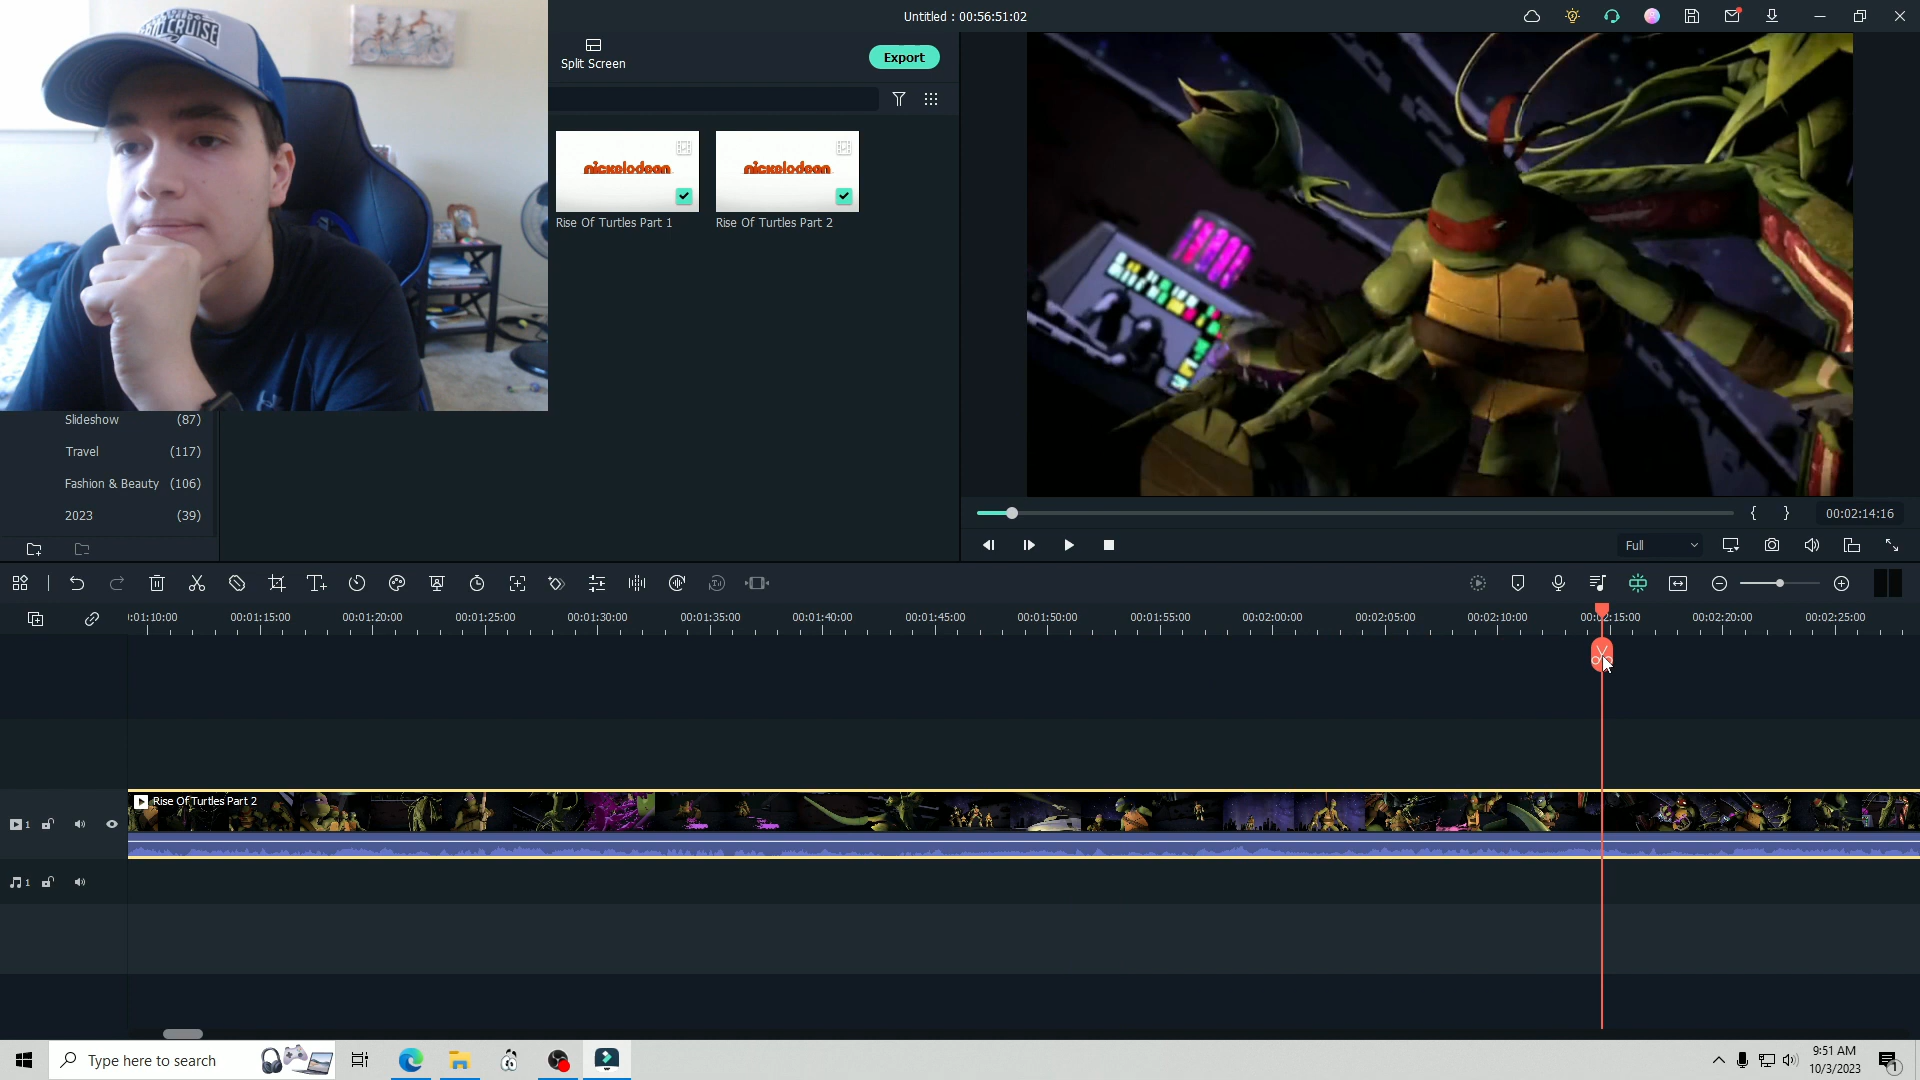 Untitled : 00:56:51:02
CRUISE
Split Screen
Export
nickelodeon
nickelodeon
Rise Of Turtles Part 1
Rise Of Turtles Part 2
Slideshow (87)
Travel (117)
Fashion & Beauty (106)
2023 (39)
{ } 00:02:14:16
Full
:01:10:00 00:01:15:00 00:01:20:00 00:01:25:00 00:01:30:00 00:01:35:00 00:01:40:00 00:01:45:00 00:01:50:00 00:01:55:00 00:02:00:00 00:02:05:00 00:02:10:00 00:02:15:00 00:02:20:00 00:02:25:00
Rise Of Turtles Part 2
1
1
Type here to search
9:51 AM
10/3/2023
1